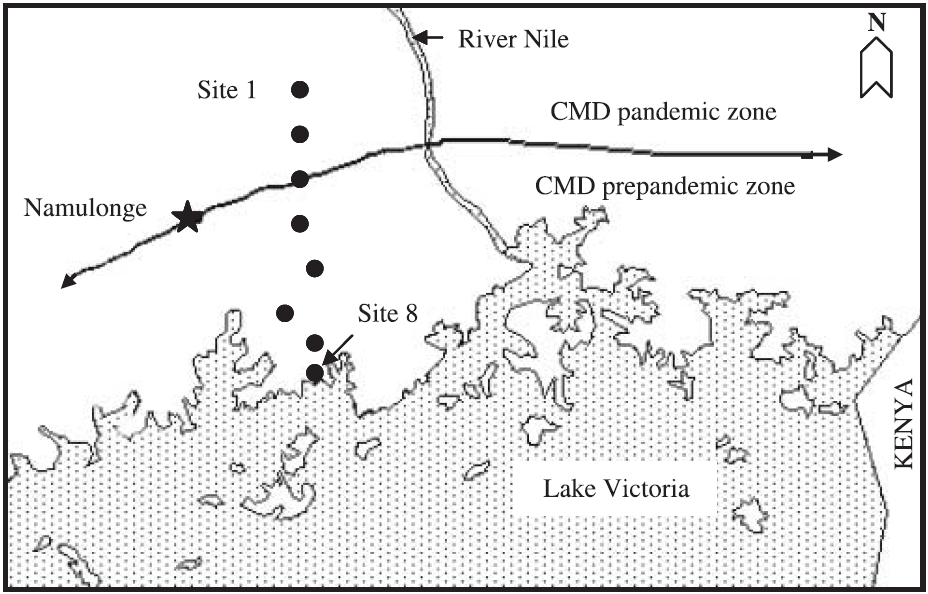 N
River Nile
Site 1
CMD pandemic zone
CMD prepandemic zone
Namulonge
Site 8
KENYA
Lake Victoria